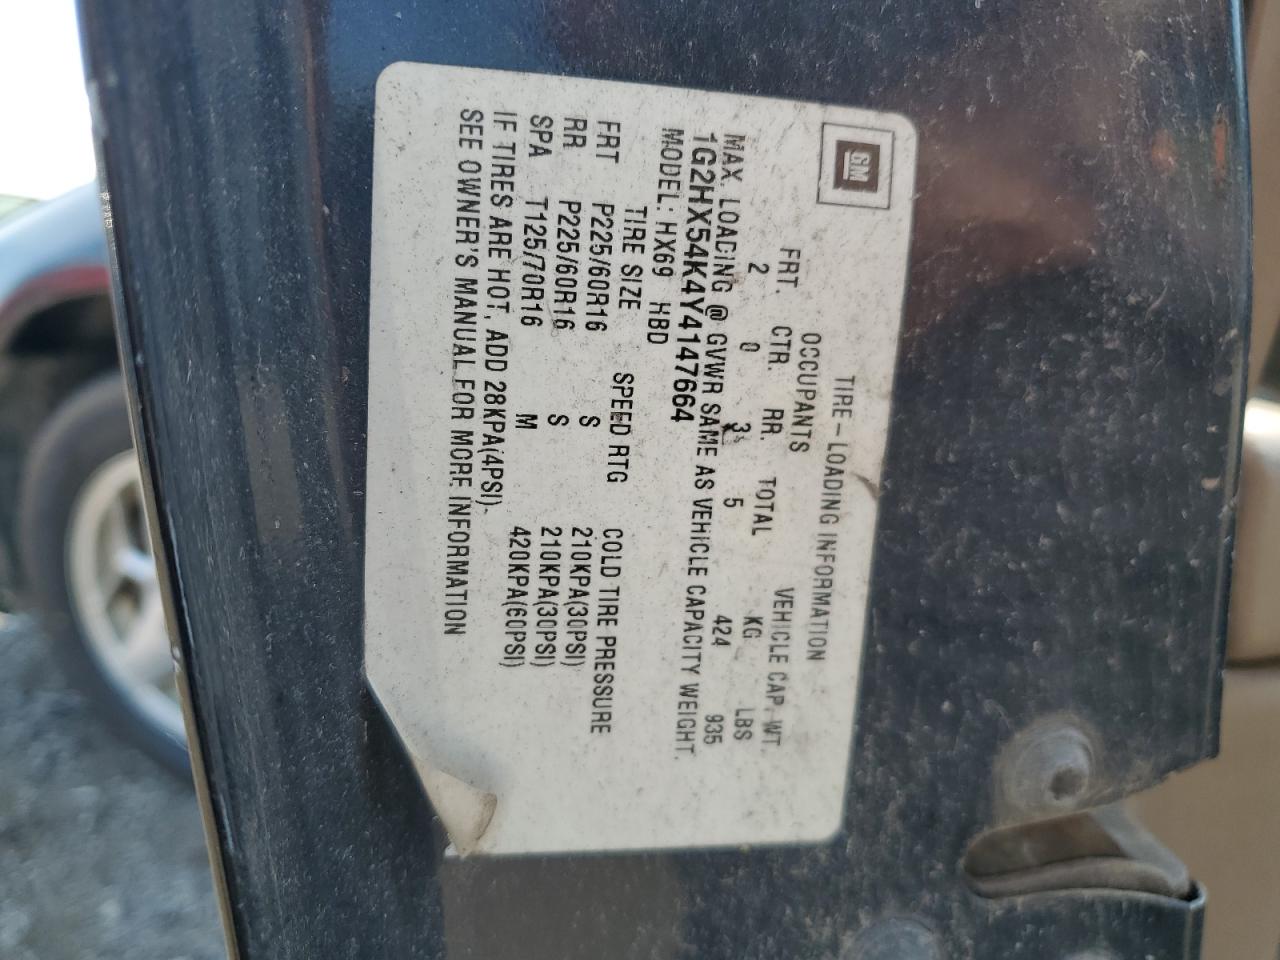 GM
TIRE-LOADING INFORMATION
OCCUPANTS VEHICLE CAP. WT.
FRT. CTR. RR. TOTAL KG LBS
2 0 3 5 424 935
MAX. LOADING @ GVWR SAME AS VEHICLE CAPACITY WEIGHT.
1G2HX54K4Y4147664
MODEL: HX69 HBD
TIRE SIZE SPEED RTG COLD TIRE PRESSURE
FRT P225/60R16 S 210KPA(30PSI)
RR P225/60R16 S 210KPA(30PSI)
SPA T125/70R16 M 420KPA(60PSI)
IF TIRES ARE HOT, ADD 28KPA(4PSI).
SEE OWNER'S MANUAL FOR MORE INFORMATION